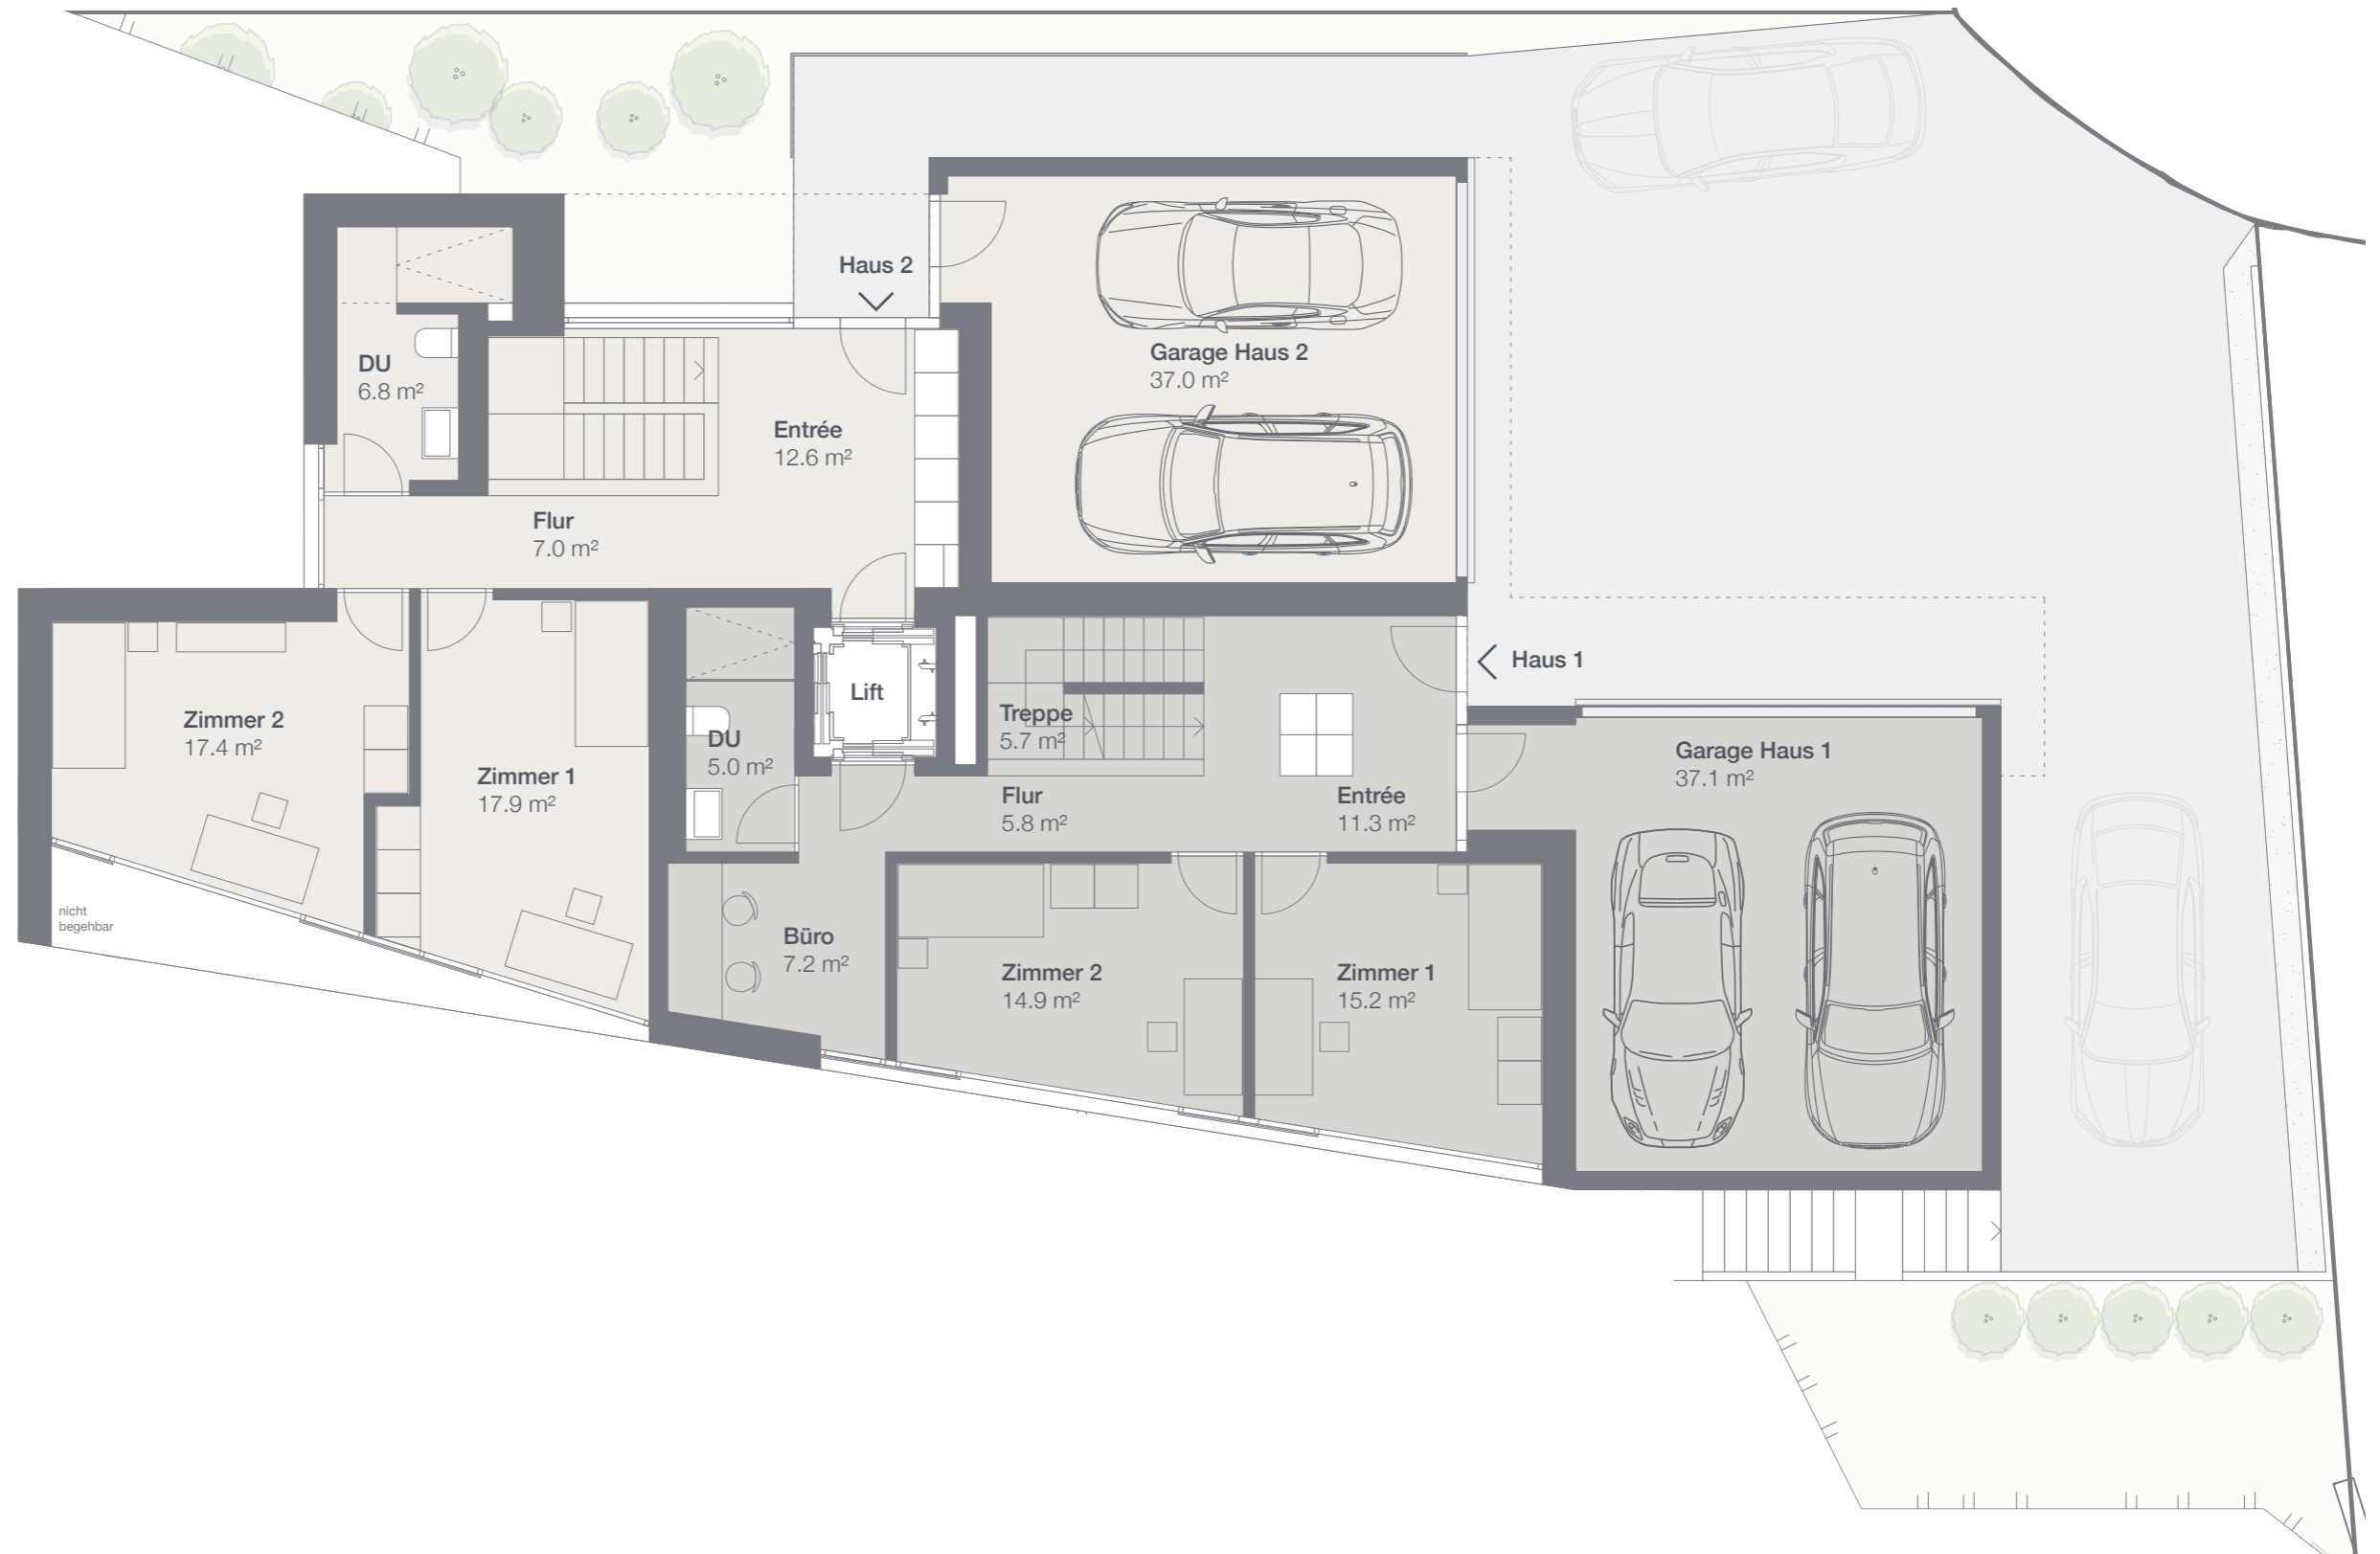 Haus 2
Garage Haus 2
37.0 m²
DU
6.8 m²
Entrée
12.6 m²
Flur
7.0 m²
Haus 1
Lift
Zimmer 2
17.4 m²
Zimmer 1
17.9 m²
DU
5.0 m²
Treppe
5.7 m²
Flur
5.8 m²
Entrée
11.3 m²
Garage Haus 1
37.1 m²
nicht
begehbar
Büro
7.2 m²
Zimmer 2
14.9 m²
Zimmer 1
15.2 m²